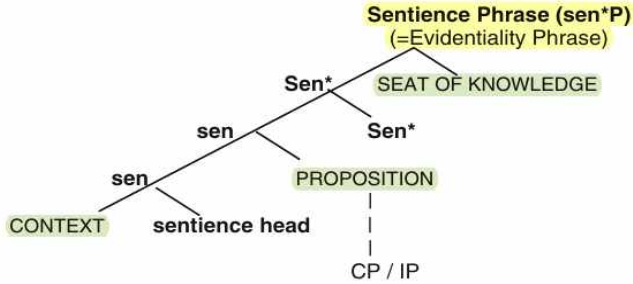 Sentience Phrase (sen*P)
(=Evidentiality Phrase)
Sen*
SEAT OF KNOWLEDGE
sen
Sen*
sen
PROPOSITION
CONTEXT
sentience head
CP / IP